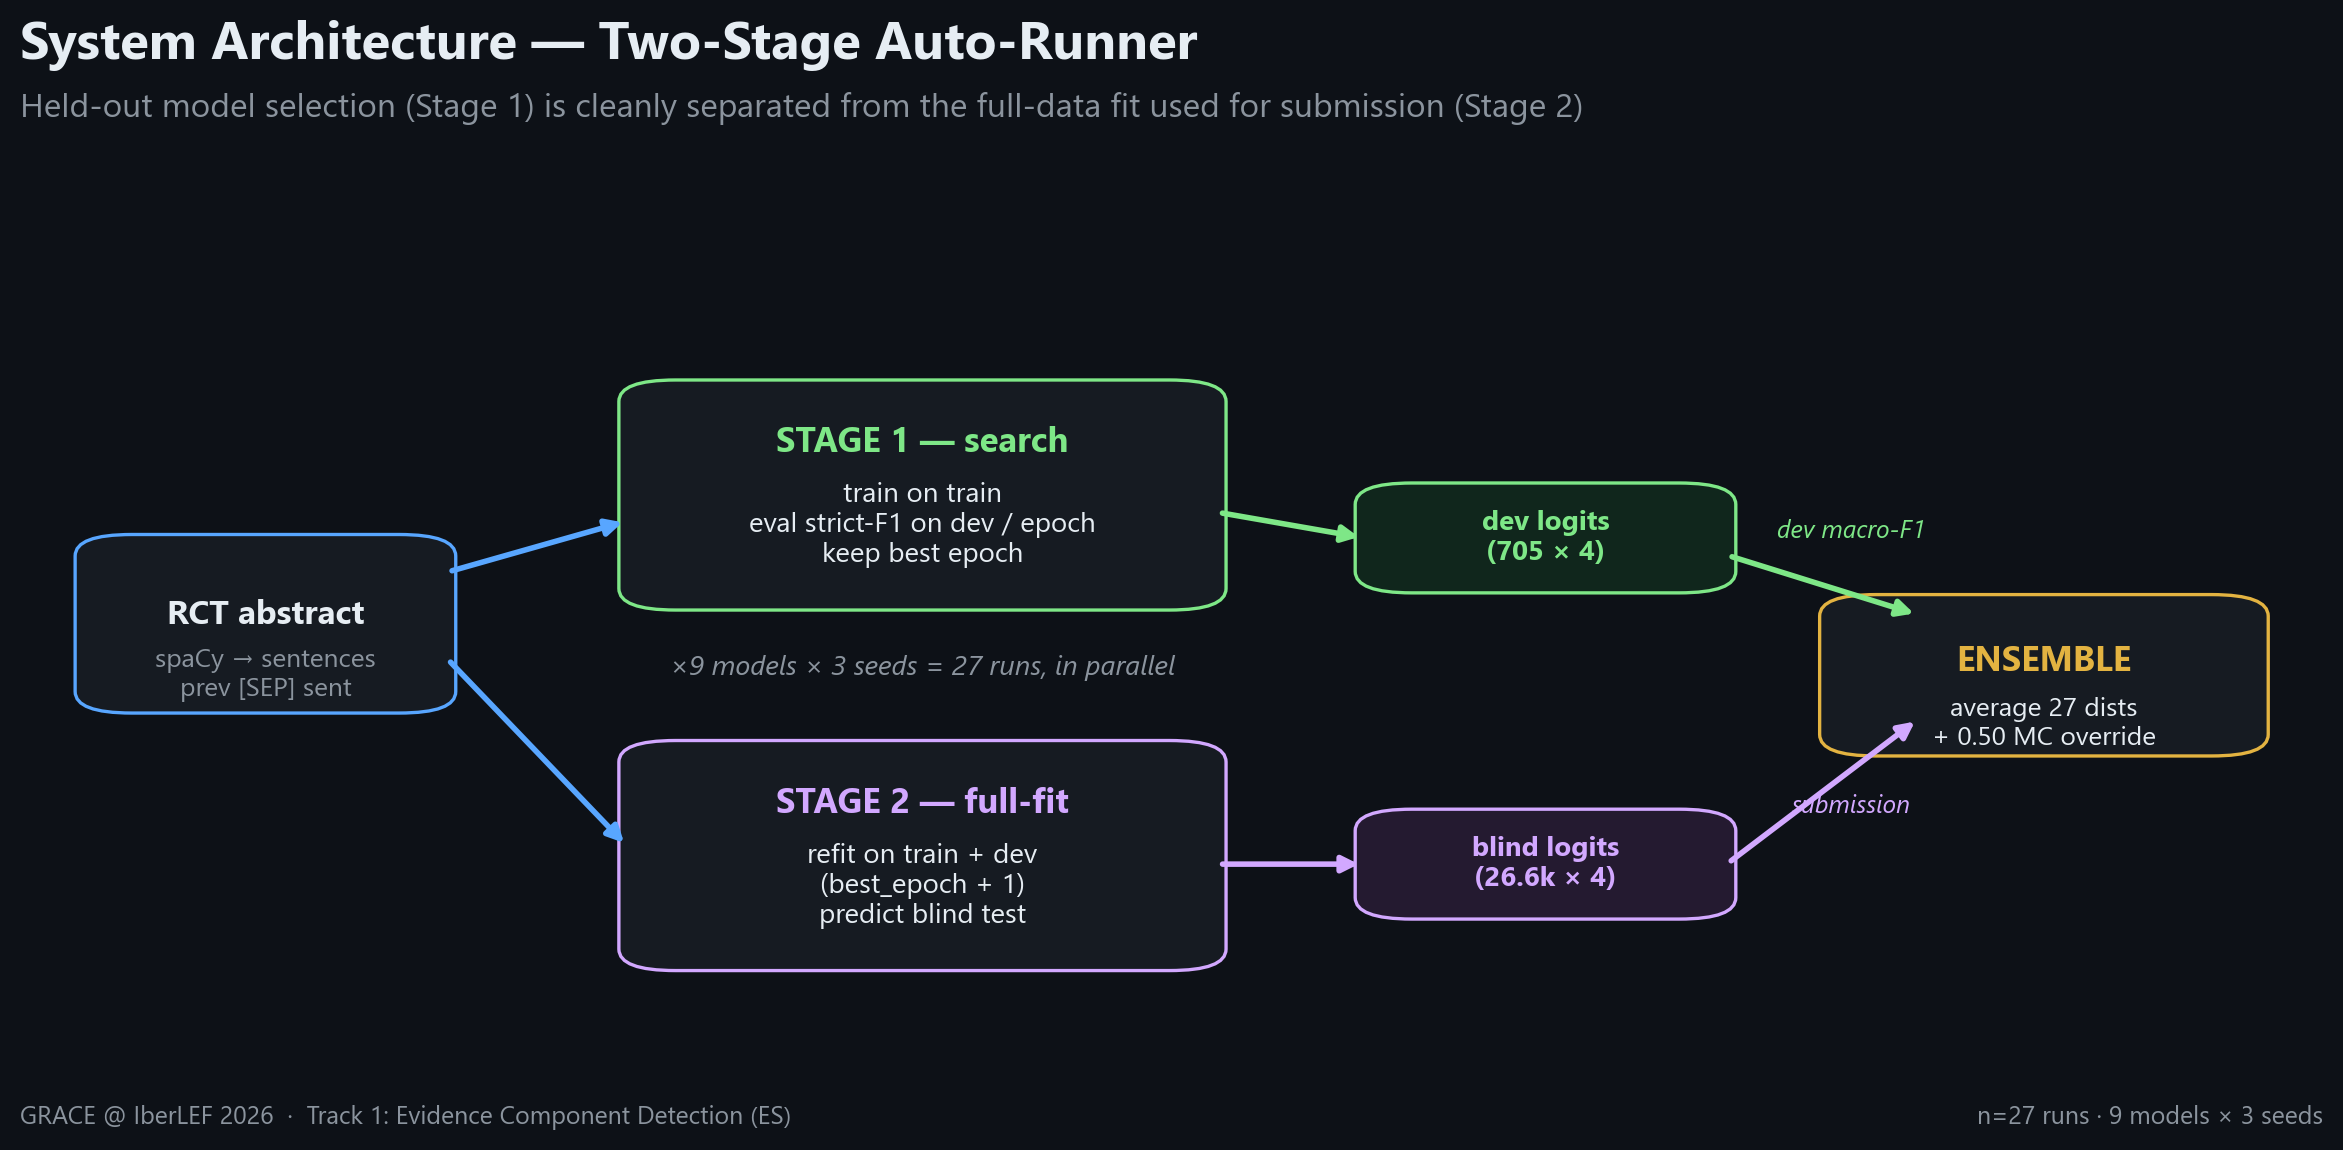 System Architecture — Two-Stage Auto-Runner
Held-out model selection (Stage 1) is cleanly separated from the full-data fit used for submission (Stage 2)
RCT abstract
spaCy → sentences
prev [SEP] sent
STAGE 1 — search
train on train
eval strict-F1 on dev / epoch
keep best epoch
×9 models × 3 seeds = 27 runs, in parallel
STAGE 2 — full-fit
refit on train + dev
(best_epoch + 1)
predict blind test
dev logits
(705 × 4)
blind logits
(26.6k × 4)
dev macro-F1
submission
ENSEMBLE
average 27 dists
+ 0.50 MC override
GRACE @ IberLEF 2026 · Track 1: Evidence Component Detection (ES)
n=27 runs · 9 models × 3 seeds